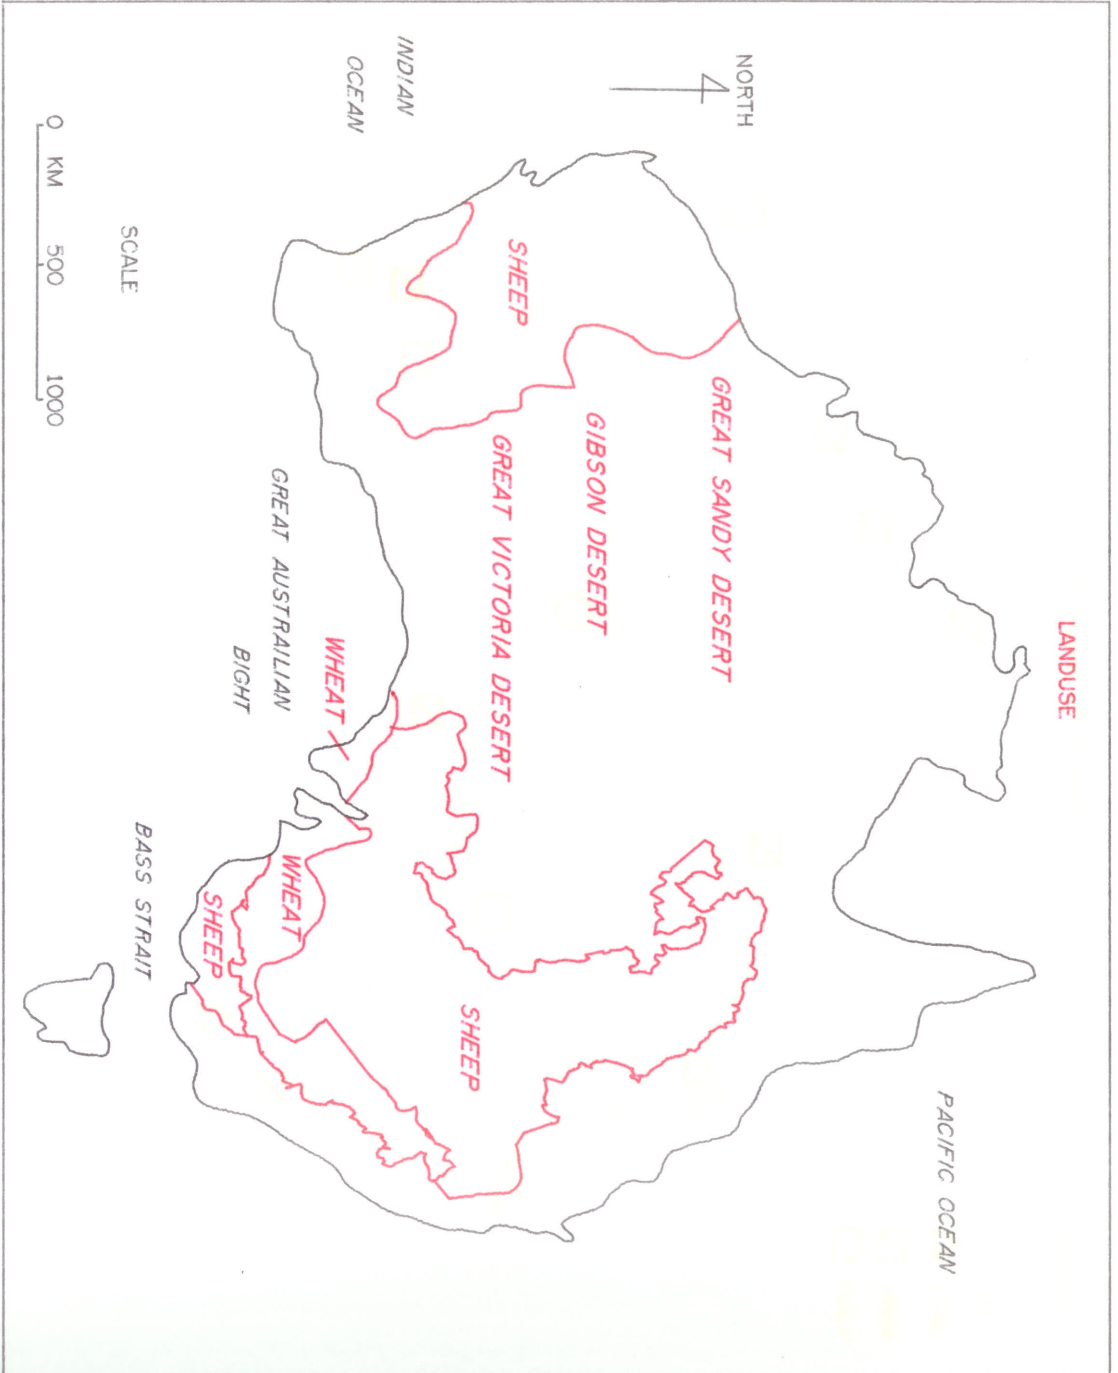 LANDUSE
NORTH
INDIAN
OCEAN
PACIFIC OCEAN
GREAT SANDY DESERT
GIBSON DESERT
SHEEP
GREAT VICTORIA DESERT
SHEEP
WHEAT
WHEAT
SHEEP
GREAT AUSTRAILIAN
BIGHT
BASS STRAIT
SCALE
0 KM 500 1000